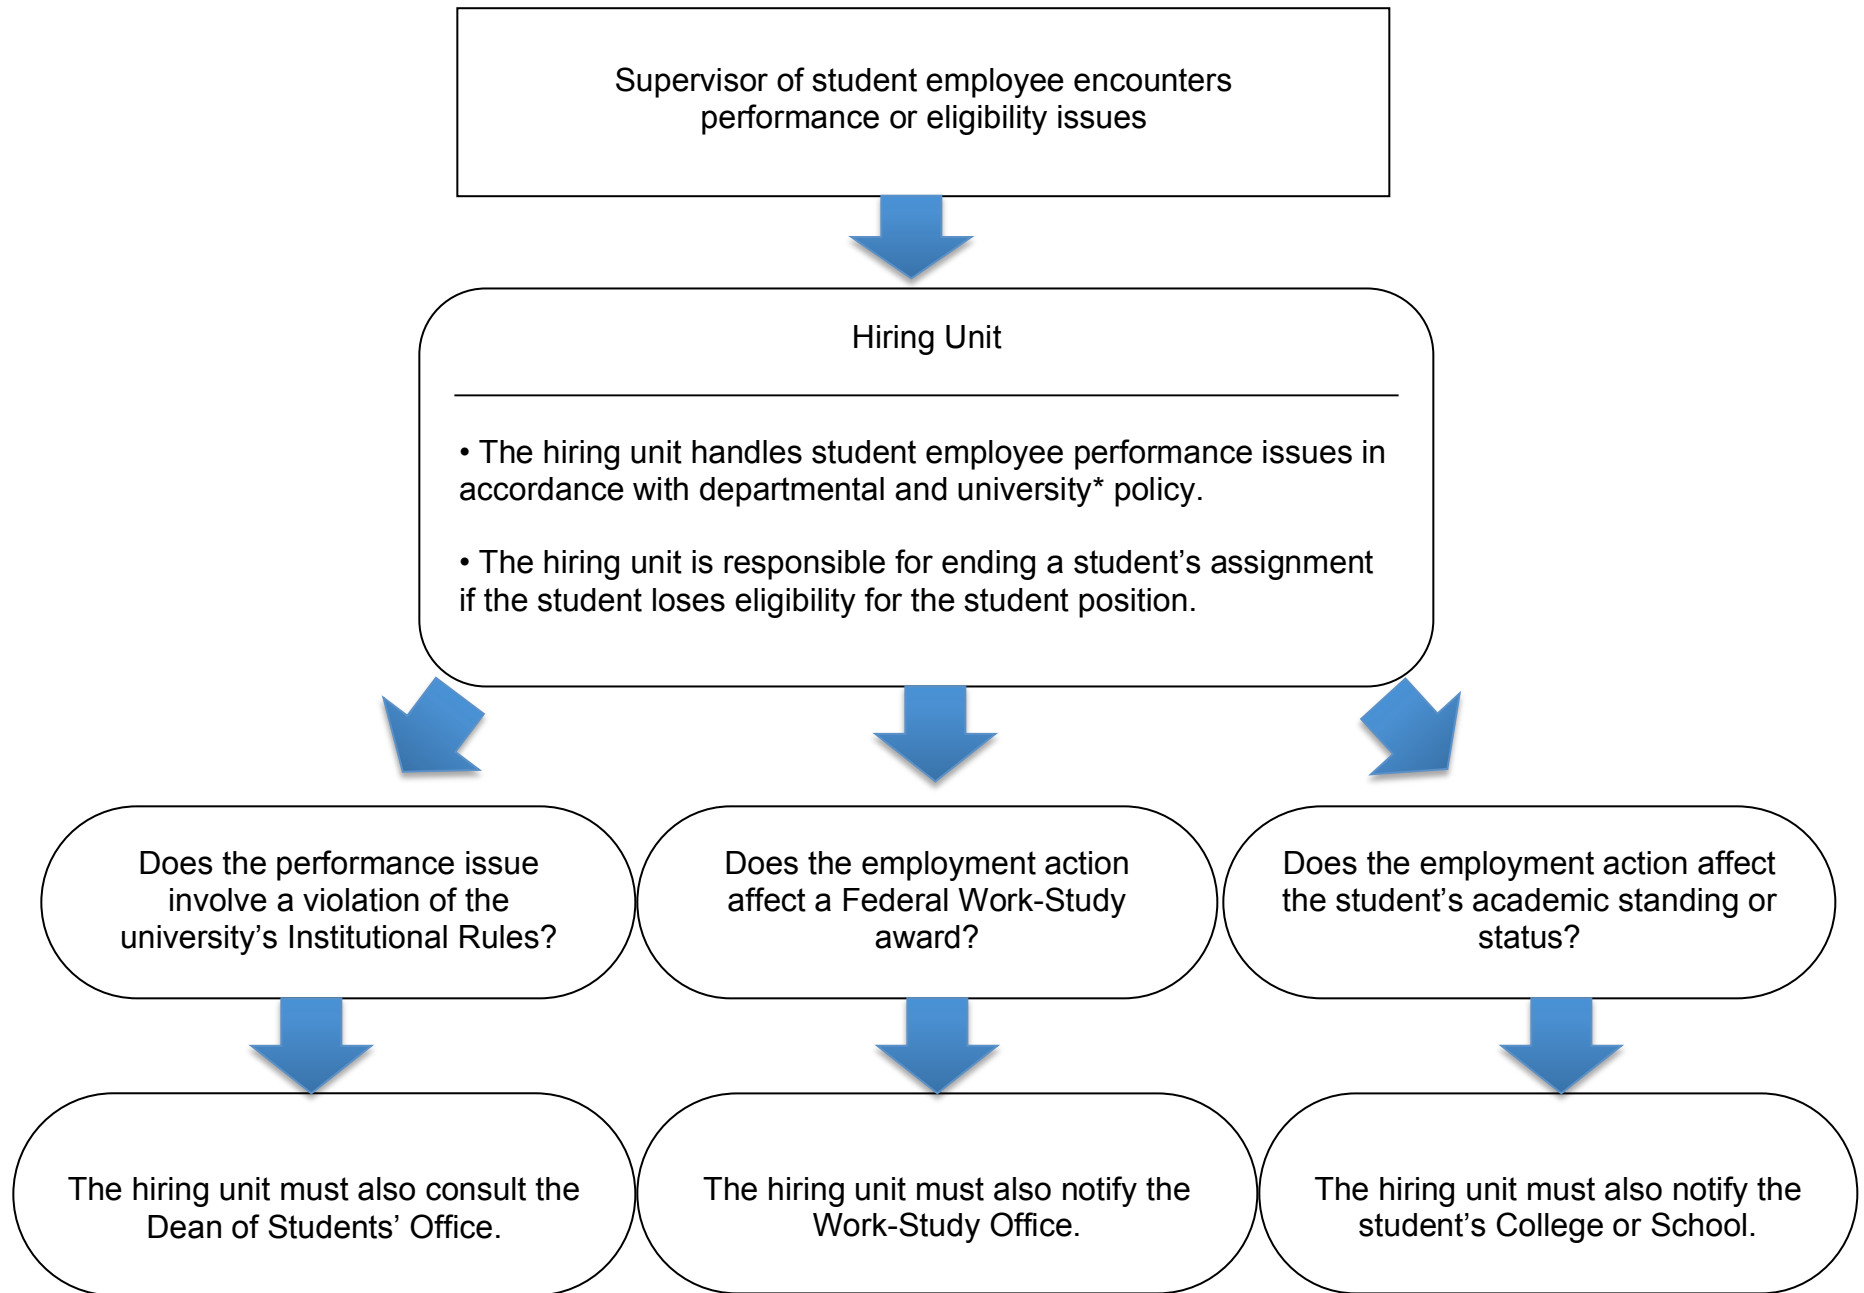 Supervisor of student employee encounters
performance or eligibility issues
Hiring Unit
• The hiring unit handles student employee performance issues in
accordance with departmental and university* policy.
• The hiring unit is responsible for ending a student’s assignment
if the student loses eligibility for the student position.
Does the performance issue
involve a violation of the
university’s Institutional Rules?
Does the employment action
affect a Federal Work-Study
award?
Does the employment action affect
the student’s academic standing or
status?
The hiring unit must also consult the
Dean of Students’ Office.
The hiring unit must also notify the
Work-Study Office.
The hiring unit must also notify the
student’s College or School.